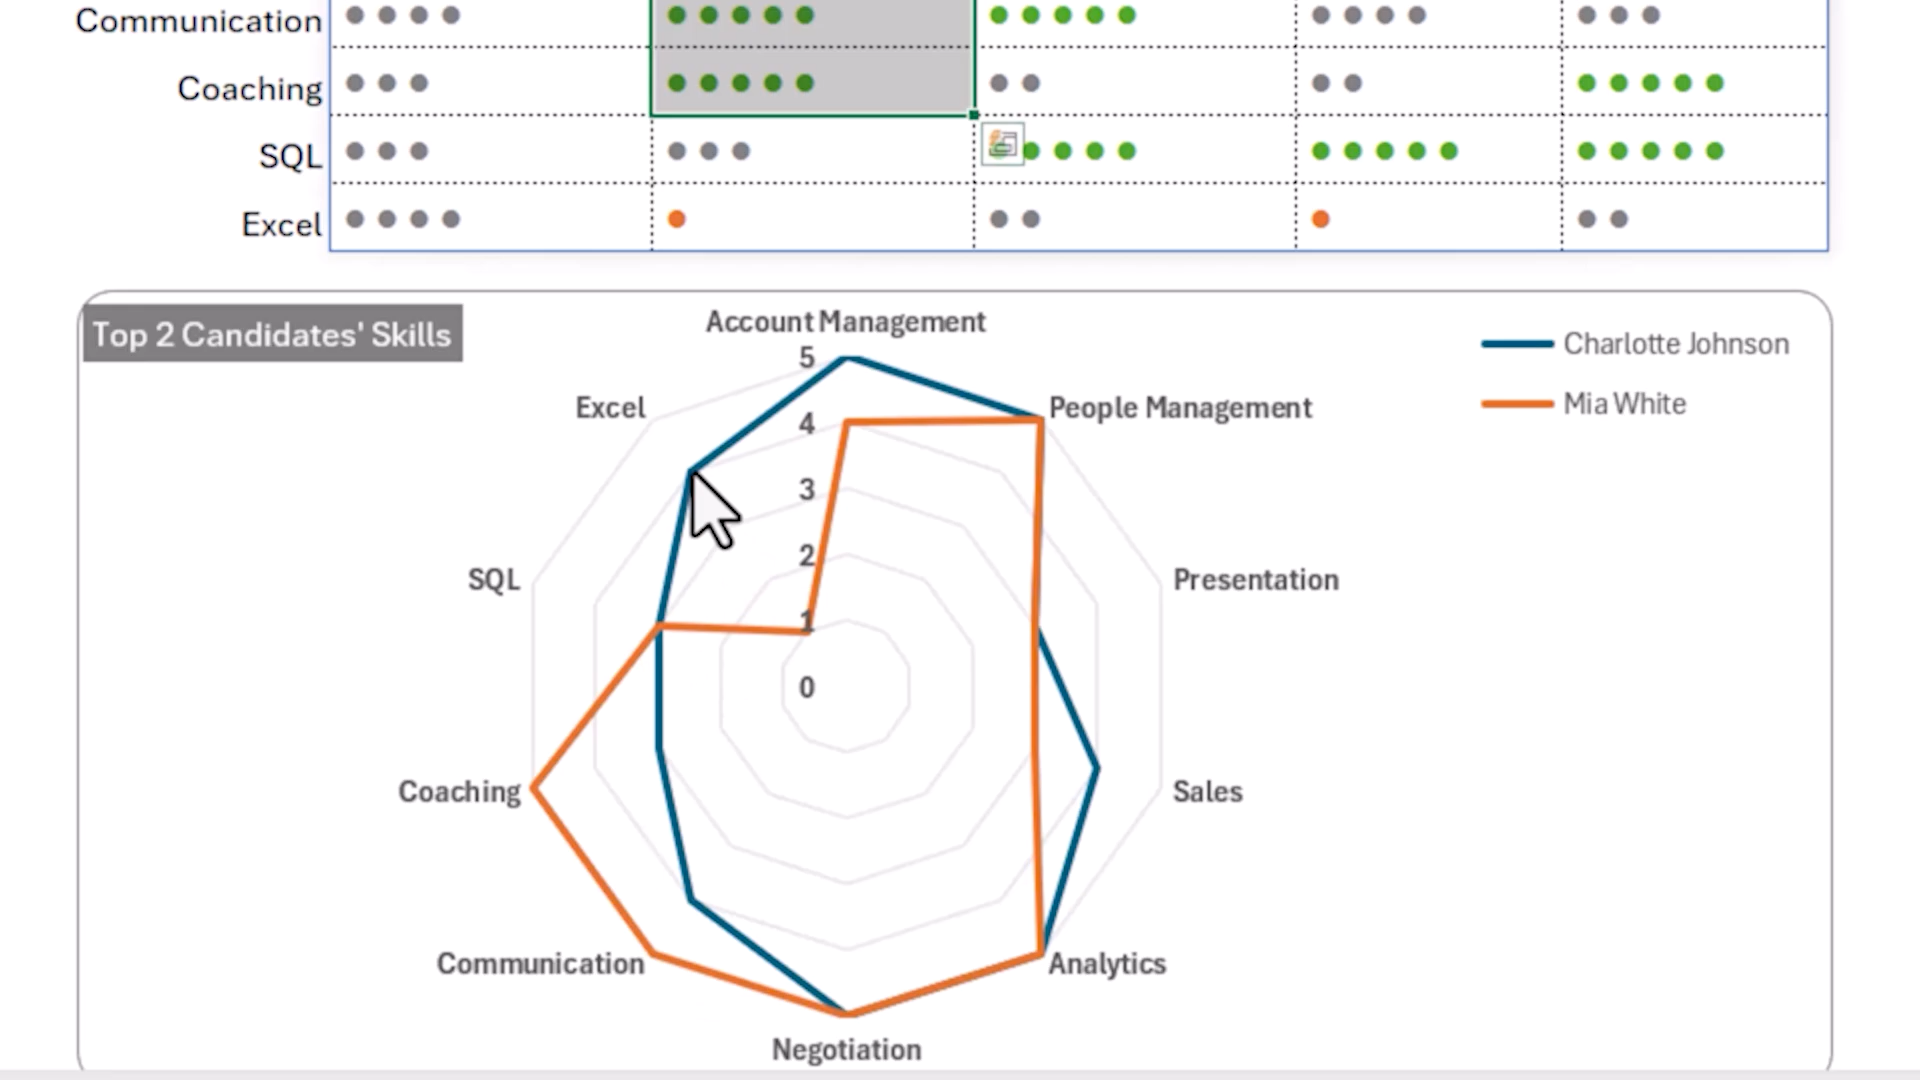 Communication
Coaching
SQL
Excel
Top 2 Candidates' Skills
Account Management
Charlotte Johnson
5
Excel
People Management
Mia White
4
3
2
SQL
Presentation
1
0
Coaching
Sales
Communication
Analytics
Negotiation